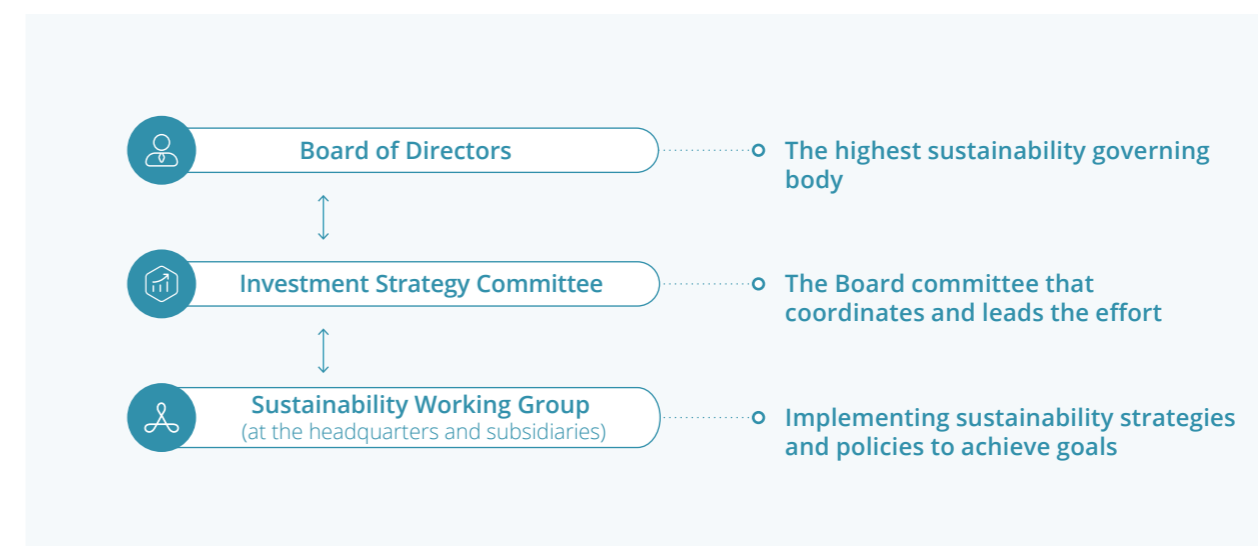 Board of Directors
The highest sustainability governing
body
Investment Strategy Committee
The Board committee that
coordinates and leads the effort
Sustainability Working Group
(at the headquarters and subsidiaries)
Implementing sustainability strategies
and policies to achieve goals